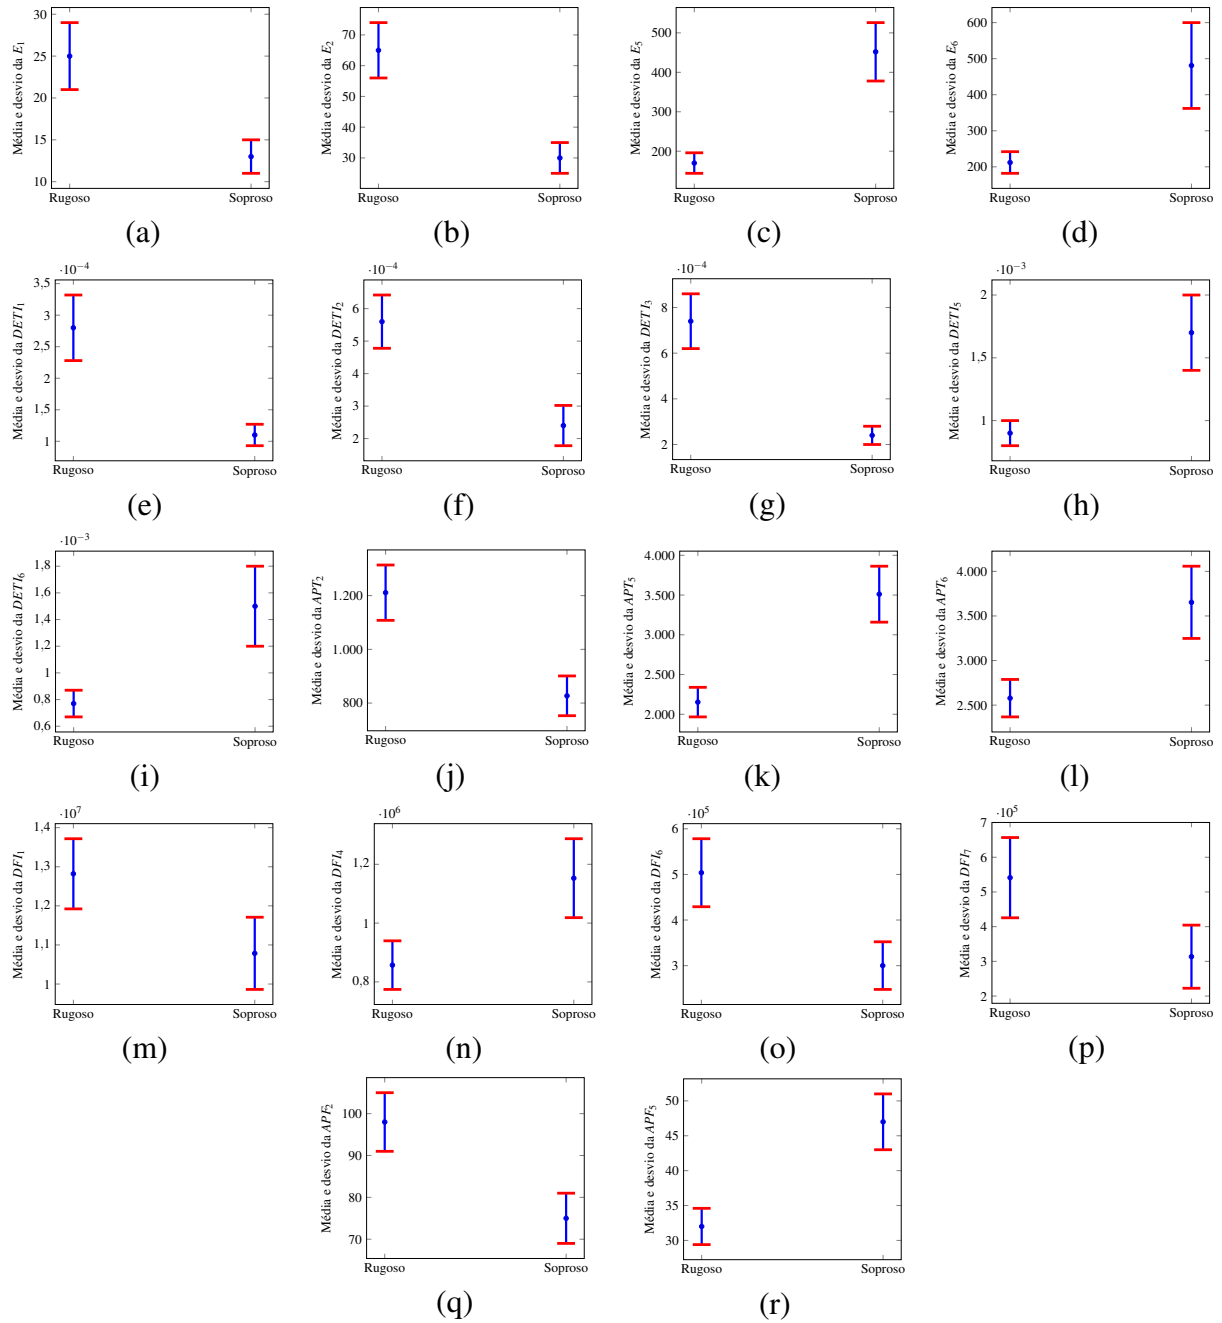 Média e desvio da E1
30
25
20
15
10
Rugoso Soproso
(a)
Média e desvio da E2
70
60
50
40
30
Rugoso Soproso
(b)
Média e desvio da E5
500
400
300
200
Rugoso Soproso
(c)
Média e desvio da E6
600
500
400
300
200
Rugoso Soproso
(d)
·10−4
Média e desvio da DETI1
3,5
3
2,5
2
1,5
1
Rugoso Soproso
(e)
·10−4
Média e desvio da DETI2
6
5
4
3
2
Rugoso Soproso
(f)
·10−4
Média e desvio da DETI3
8
6
4
2
Rugoso Soproso
(g)
·10−3
Média e desvio da DETI5
2
1,5
1
Rugoso Soproso
(h)
·10−3
Média e desvio da DETI6
1,8
1,6
1,4
1,2
1
0,8
0,6
Rugoso Soproso
(i)
Média e desvio da APT2
1.200
1.000
800
Rugoso Soproso
(j)
Média e desvio da APT5
4.000
3.500
3.000
2.500
2.000
Rugoso Soproso
(k)
Média e desvio da APT6
4.000
3.500
3.000
2.500
Rugoso Soproso
(l)
·107
Média e desvio da DFI1
1,4
1,3
1,2
1,1
1
Rugoso Soproso
(m)
·106
Média e desvio da DFI4
1,2
1
0,8
Rugoso Soproso
(n)
·105
Média e desvio da DFI6
6
5
4
3
Rugoso Soproso
(o)
·105
Média e desvio da DFI7
7
6
5
4
3
2
Rugoso Soproso
(p)
Média e desvio da APF2
100
90
80
70
Rugoso Soproso
(q)
Média e desvio da APF5
50
45
40
35
30
Rugoso Soproso
(r)